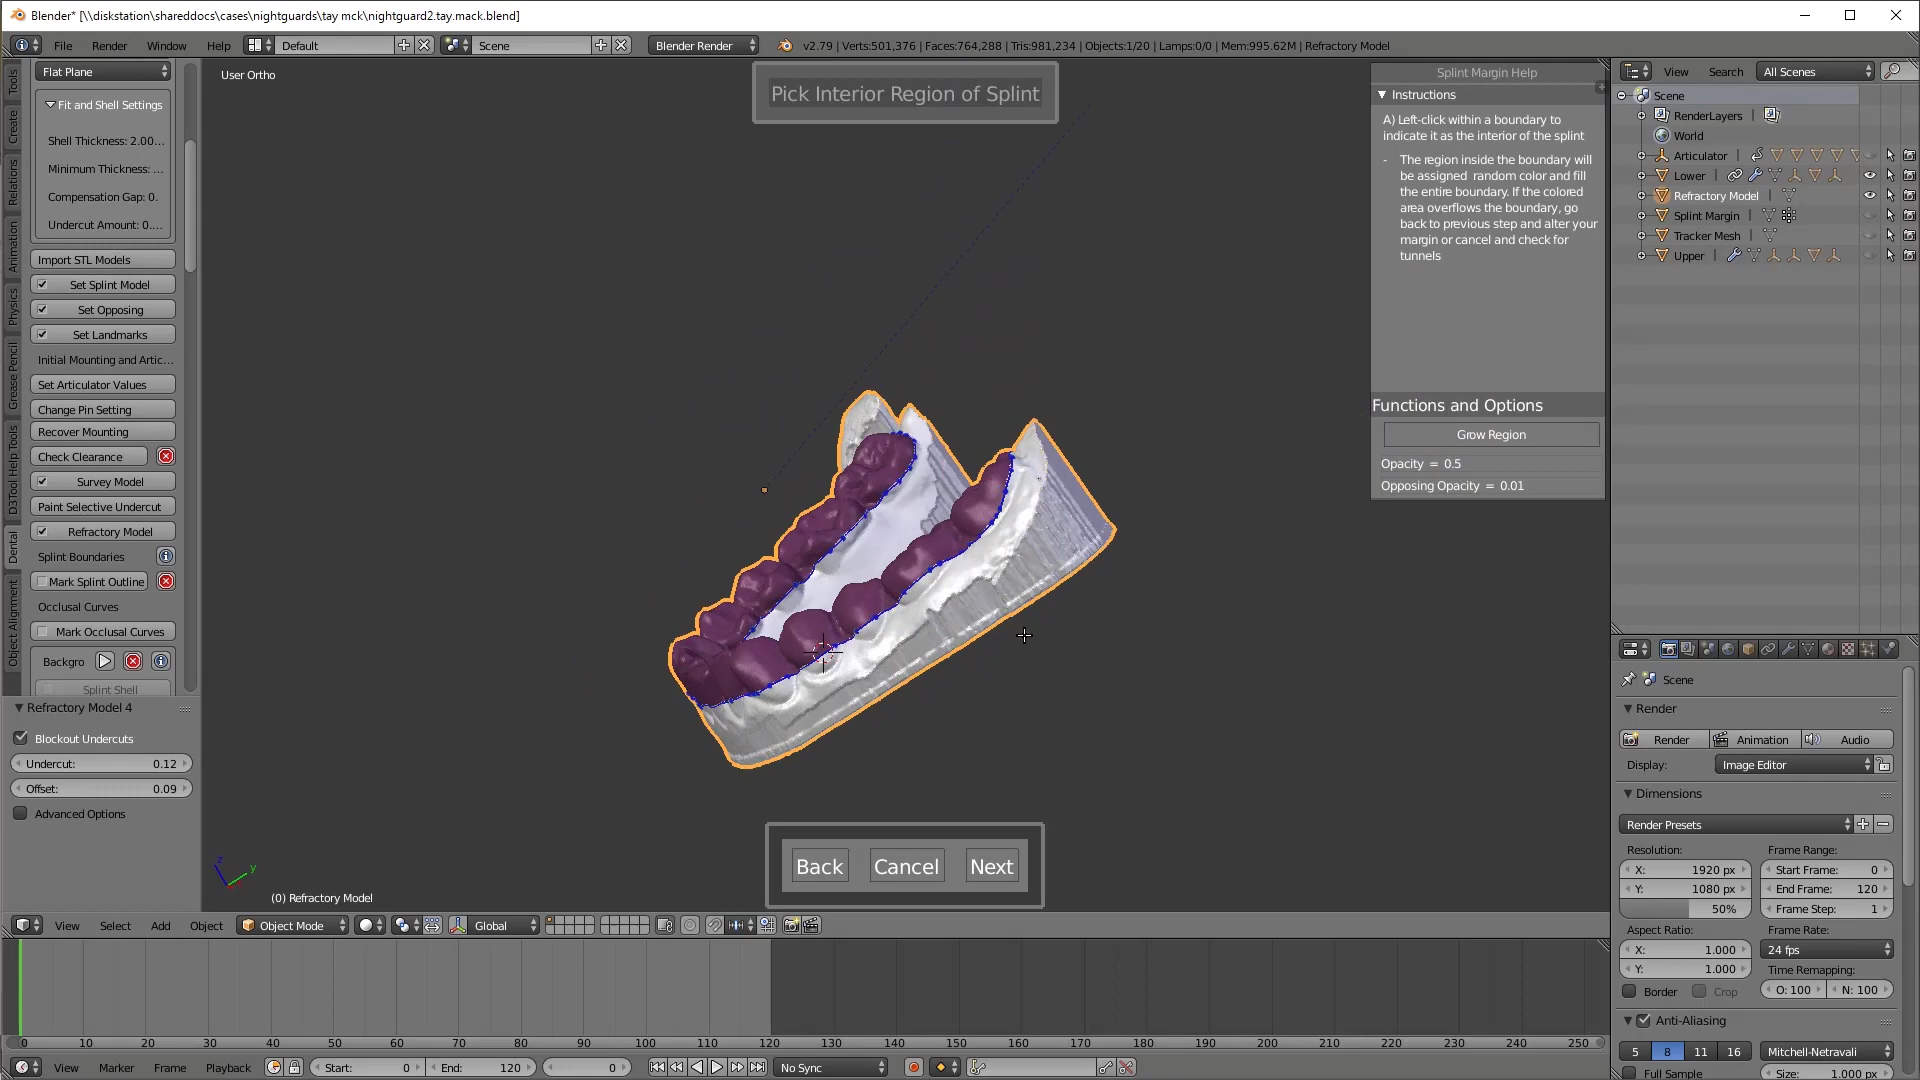 Blender* [\\diskstation\shareddocs\cases\nightguards\tay mck\nightguard2.tay.mack.blend]
File Render Window Help Default Scene Blender Render v2.79 | Verts:501,376 | Faces:764,288 | Tris:981,234 | Objects:1/20 | Lamps:0/0 | Mem:995.62M | Refractory Model
Tools
Create
Relations
Animation
Physics
Grease Pencil
D3Tool Help Tools
Dental
Object Alignment
Flat Plane
Fit and Shell Settings
Shell Thickness: 2.00...
Minimum Thickness: ...
Compensation Gap: 0.
Undercut Amount: 0....
Import STL Models
Set Splint Model
Set Opposing
Set Landmarks
Initial Mounting and Artic...
Set Articulator Values
Change Pin Setting
Recover Mounting
Check Clearance
Survey Model
Paint Selective Undercut
Refractory Model
Splint Boundaries
Mark Splint Outline
Occlusal Curves
Mark Occlusal Curves
Backgro
Splint Shell
Refractory Model 4
Blockout Undercuts
Undercut: 0.12
Offset: 0.09
Advanced Options
User Ortho
Pick Interior Region of Splint
Back Cancel Next
z
y
(0) Refractory Model
Splint Margin Help
Instructions
A) Left-click within a boundary to
indicate it as the interior of the splint
- The region inside the boundary will
be assigned random color and fill
the entire boundary. If the colored
area overflows the boundary, go
back to previous step and alter your
margin or cancel and check for
tunnels
Functions and Options
Grow Region
Opacity = 0.5
Opposing Opacity = 0.01
View Search All Scenes
Scene
RenderLayers |
World
Articulator |
Lower |
Refractory Model |
Splint Margin |
Tracker Mesh |
Upper |
Scene
Render
Render Animation Audio
Display: Image Editor
Dimensions
Render Presets
Resolution: Frame Range:
X: 1920 px Start Frame: 0
Y: 1080 px End Frame: 120
50% Frame Step: 1
Aspect Ratio: Frame Rate:
X: 1.000 24 fps
Y: 1.000 Time Remapping:
Border Crop O: 100 N: 100
Anti-Aliasing
5 8 11 16 Mitchell-Netravali
Full Sample Size: 1.000 px
View Select Add Object Object Mode Global
0 10 20 30 40 50 60 70 80 90 100 110 120 130 140 150 160 170 180 190 200 210 220 230 240 250
View Marker Frame Playback Start: 0 End: 120 0 No Sync